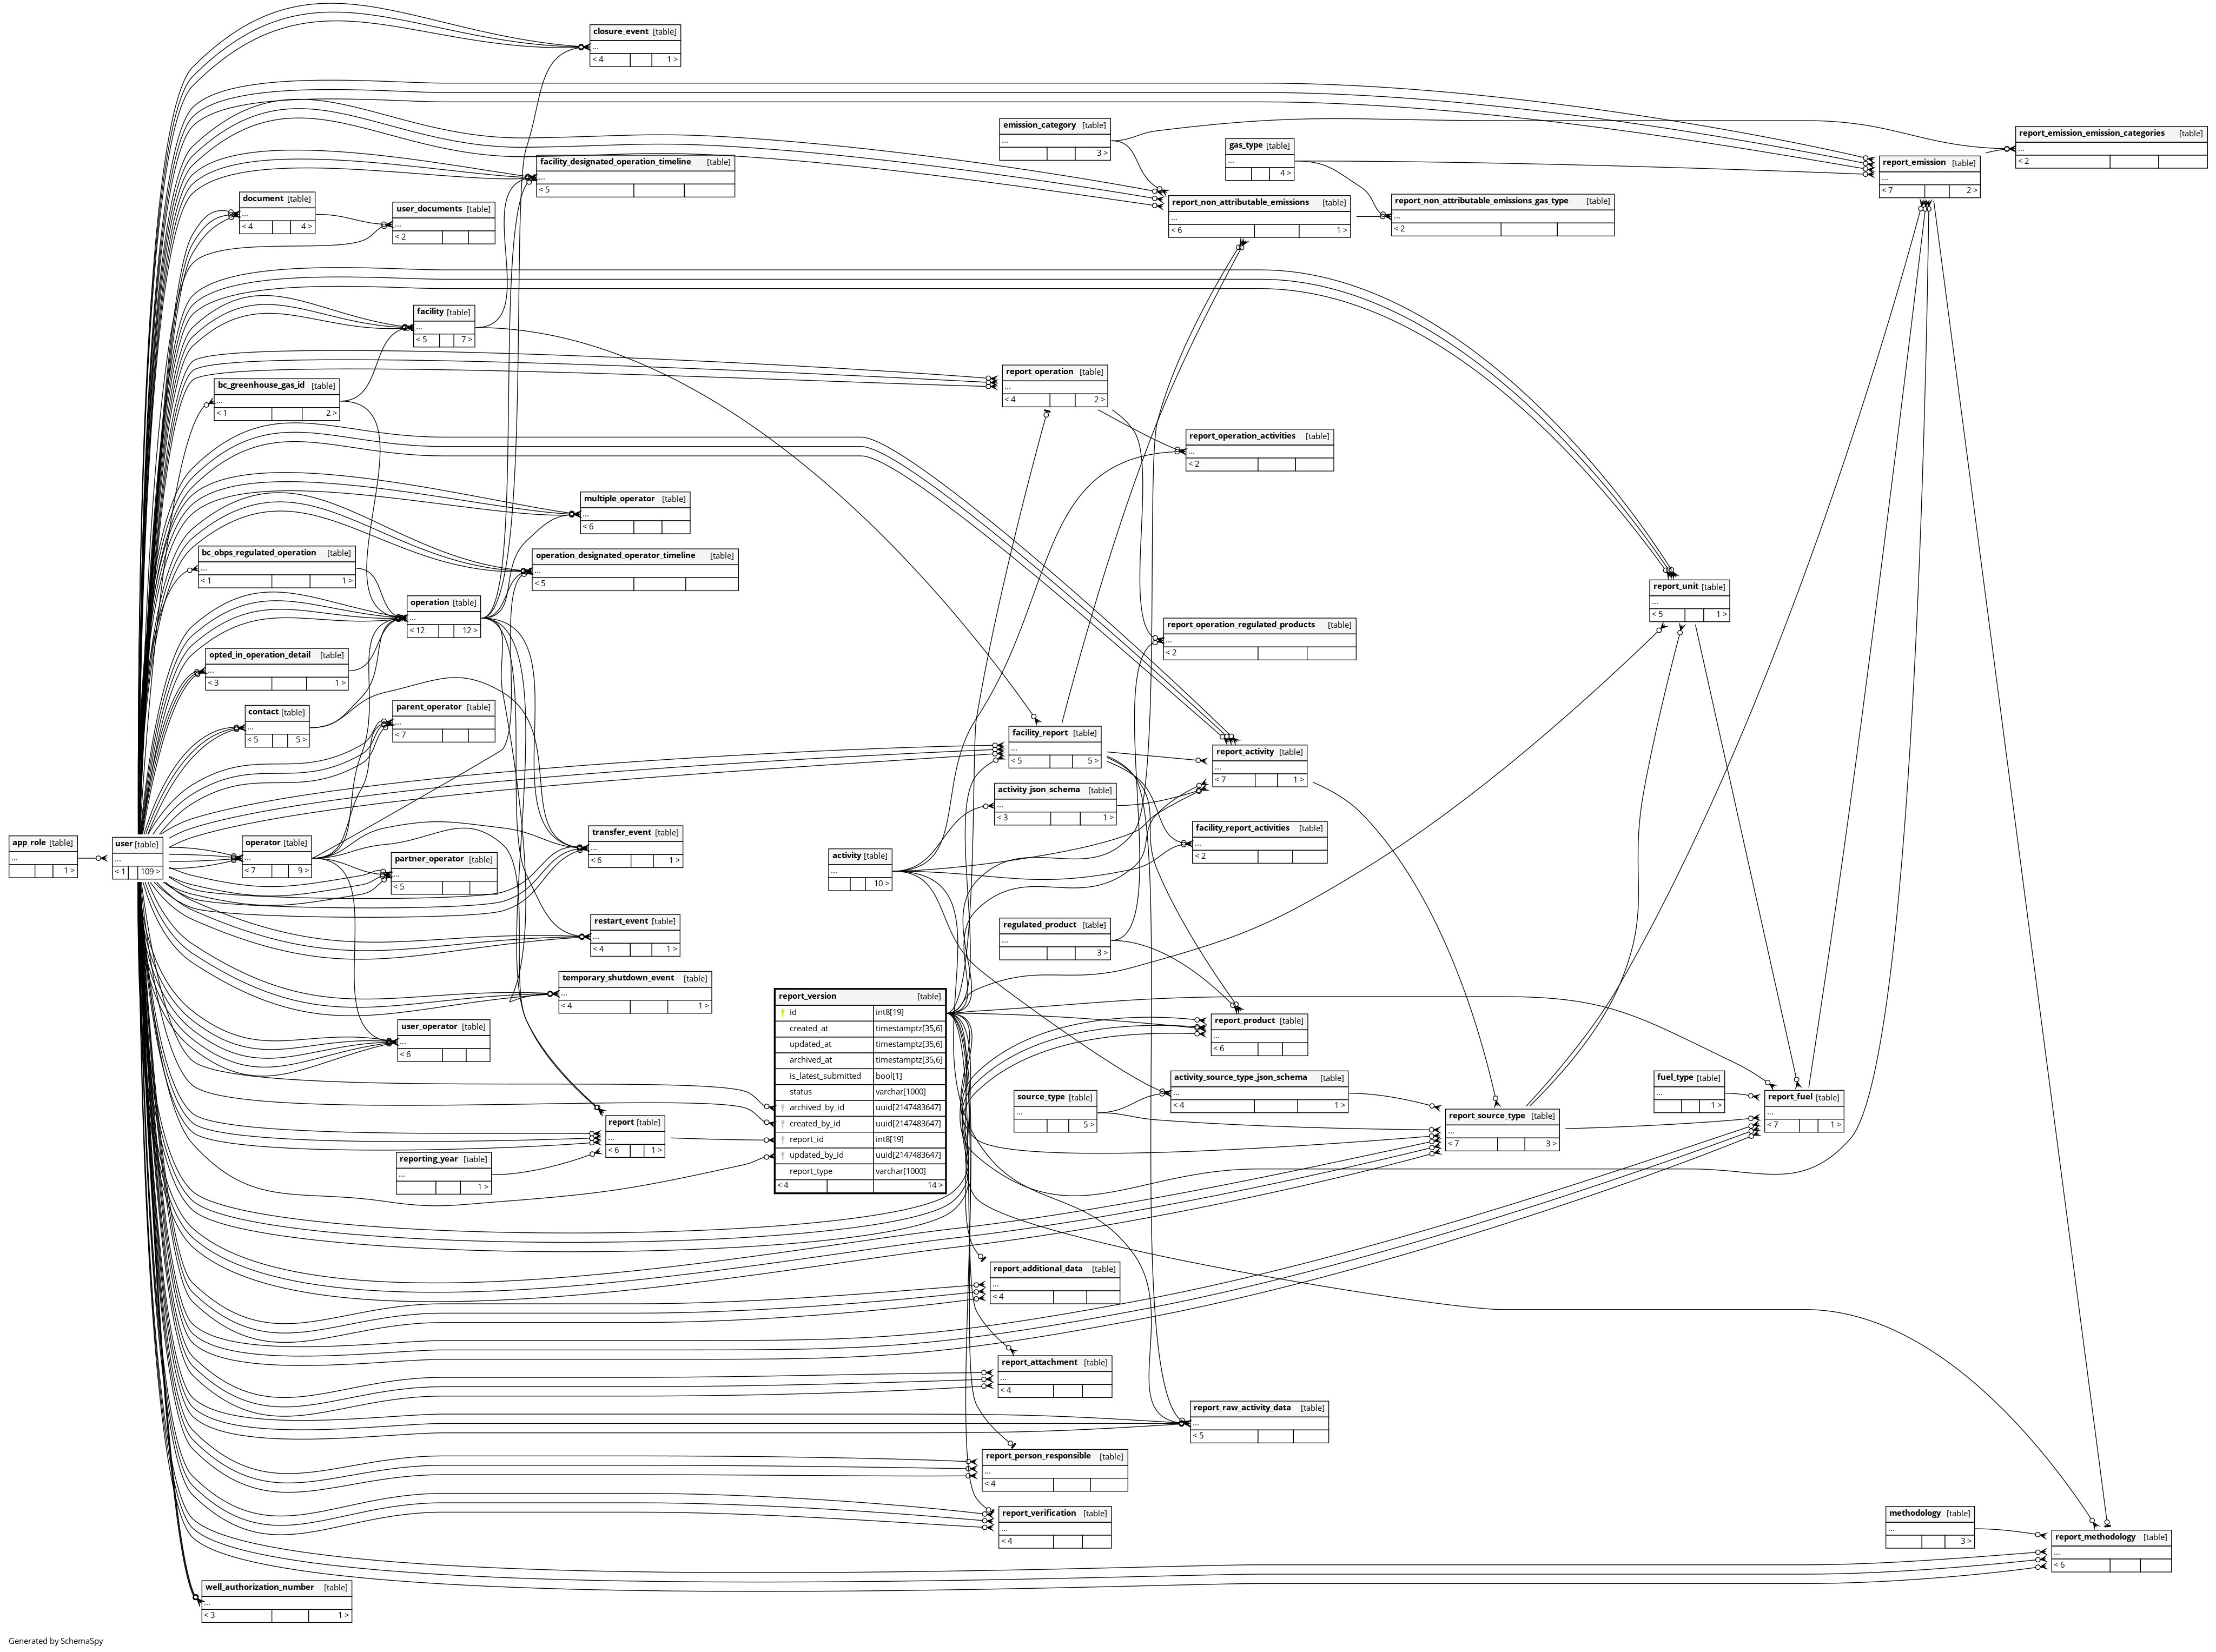 closure_event [table]
...
< 4 1 >
emission_category [table]
...
3 >
gas_type [table]
...
4 >
report_emission_emission_categories [table]
...
< 2
facility_designated_operation_timeline [table]
...
< 5
report_emission [table]
...
< 7 2 >
document [table]
...
< 4 4 >
user_documents [table]
...
< 2
report_non_attributable_emissions [table]
...
< 6 1 >
report_non_attributable_emissions_gas_type [table]
...
< 2
facility [table]
...
< 5 7 >
bc_greenhouse_gas_id [table]
...
< 1 2 >
report_operation [table]
...
< 4 2 >
report_operation_activities [table]
...
< 2
multiple_operator [table]
...
< 6
bc_obps_regulated_operation [table]
...
< 1 1 >
operation_designated_operator_timeline [table]
...
< 5
operation [table]
...
< 12 12 >
report_unit [table]
...
< 5 1 >
report_operation_regulated_products [table]
...
< 2
opted_in_operation_detail [table]
...
< 3 1 >
contact [table]
...
< 5 5 >
parent_operator [table]
...
< 7
facility_report [table]
...
< 5 5 >
report_activity [table]
...
< 7 1 >
activity_json_schema [table]
...
< 3 1 >
facility_report_activities [table]
...
< 2
app_role [table]
...
1 >
user [table]
...
< 1 109 >
operator [table]
...
< 7 9 >
partner_operator [table]
...
< 5
transfer_event [table]
...
< 6 1 >
activity [table]
...
10 >
restart_event [table]
...
< 4 1 >
regulated_product [table]
...
3 >
temporary_shutdown_event [table]
...
< 4 1 >
user_operator [table]
...
< 6
report_version [table]
id int8[19]
created_at timestamptz[35,6]
updated_at timestamptz[35,6]
archived_at timestamptz[35,6]
is_latest_submitted bool[1]
status varchar[1000]
archived_by_id uuid[2147483647]
created_by_id uuid[2147483647]
report_id int8[19]
updated_by_id uuid[2147483647]
report_type varchar[1000]
< 4 14 >
report_product [table]
...
< 6
activity_source_type_json_schema [table]
...
< 4 1 >
source_type [table]
...
5 >
fuel_type [table]
...
1 >
report_fuel [table]
...
< 7 1 >
report_source_type [table]
...
< 7 3 >
report [table]
...
< 6 1 >
reporting_year [table]
...
1 >
report_additional_data [table]
...
< 4
report_attachment [table]
...
< 4
report_raw_activity_data [table]
...
< 5
report_person_responsible [table]
...
< 4
report_verification [table]
...
< 4
methodology [table]
...
3 >
report_methodology [table]
...
< 6
well_authorization_number [table]
...
< 3 1 >
Generated by SchemaSpy